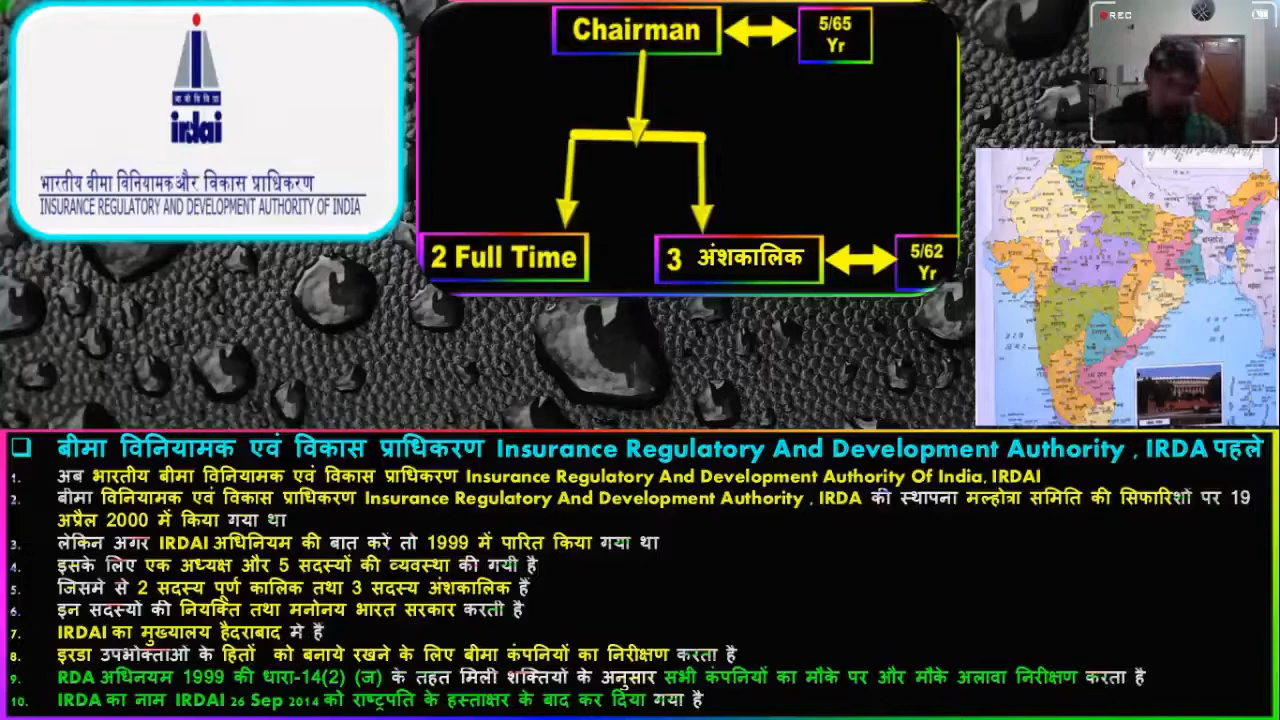 Chairman
5/65
Yr
REC
भा बी वि वि प्रा
irdai
भारतीय बीमा विनियामक और विकास प्राधिकरण
INSURANCE REGULATORY AND DEVELOPMENT AUTHORITY OF INDIA
2 Full Time
3 अंशकालिक
5/62
Yr
❑ बीमा विनियामक एवं विकास प्राधिकरण Insurance Regulatory And Development Authority , IRDA पहले
1. अब भारतीय बीमा विनियामक एवं विकास प्राधिकरण Insurance Regulatory And Development Authority Of India, IRDAI
2. बीमा विनियामक एवं विकास प्राधिकरण Insurance Regulatory And Development Authority , IRDA की स्थापना मल्होत्रा समिति की सिफारिशों पर 19
अप्रैल 2000 में किया गया था
3. लेकिन अगर IRDAI अधिनियम की बात करें तो 1999 में पारित किया गया था
4. इसके लिए एक अध्यक्ष और 5 सदस्यों की व्यवस्था की गयी है
5. जिसमे से 2 सदस्य पूर्ण कालिक तथा 3 सदस्य अंशकालिक हैं
6. इन सदस्यों की नियक्ति तथा मनोनय भारत सरकार करती है
7. IRDAI का मुख्यालय हैदराबाद मे हैं
8. इरडा उपभोक्ताओ के हितों को बनाये रखने के लिए बीमा कंपनियों का निरीक्षण करता है
9. RDA अधिनयम 1999 की धारा-14(2) (ज) के तहत मिली शक्तियों के अनुसार सभी कंपनियों का मौके पर और मौके अलावा निरीक्षण करता है
10. IRDA का नाम IRDAI 26 Sep 2014 को राष्ट्रपति के हस्ताक्षर के बाद कर दिया गया है